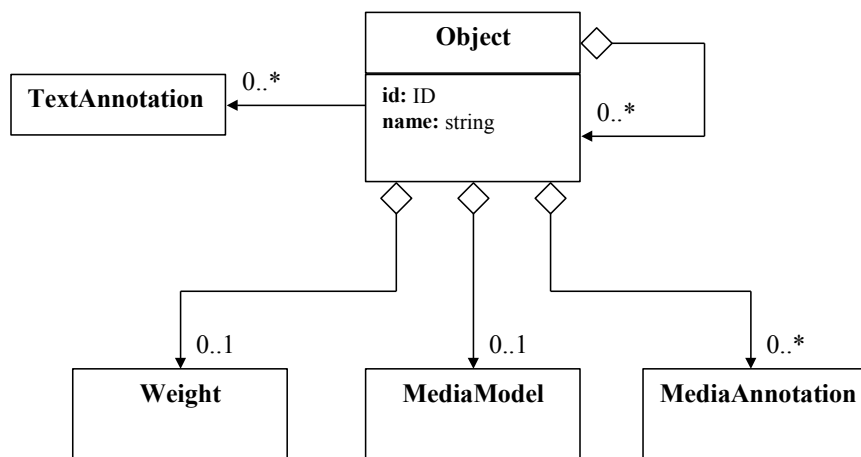 Object
0..*
TextAnnotation
id: ID
name: string
0..*
0..1
0..1
0..*
Weight
MediaModel
MediaAnnotation